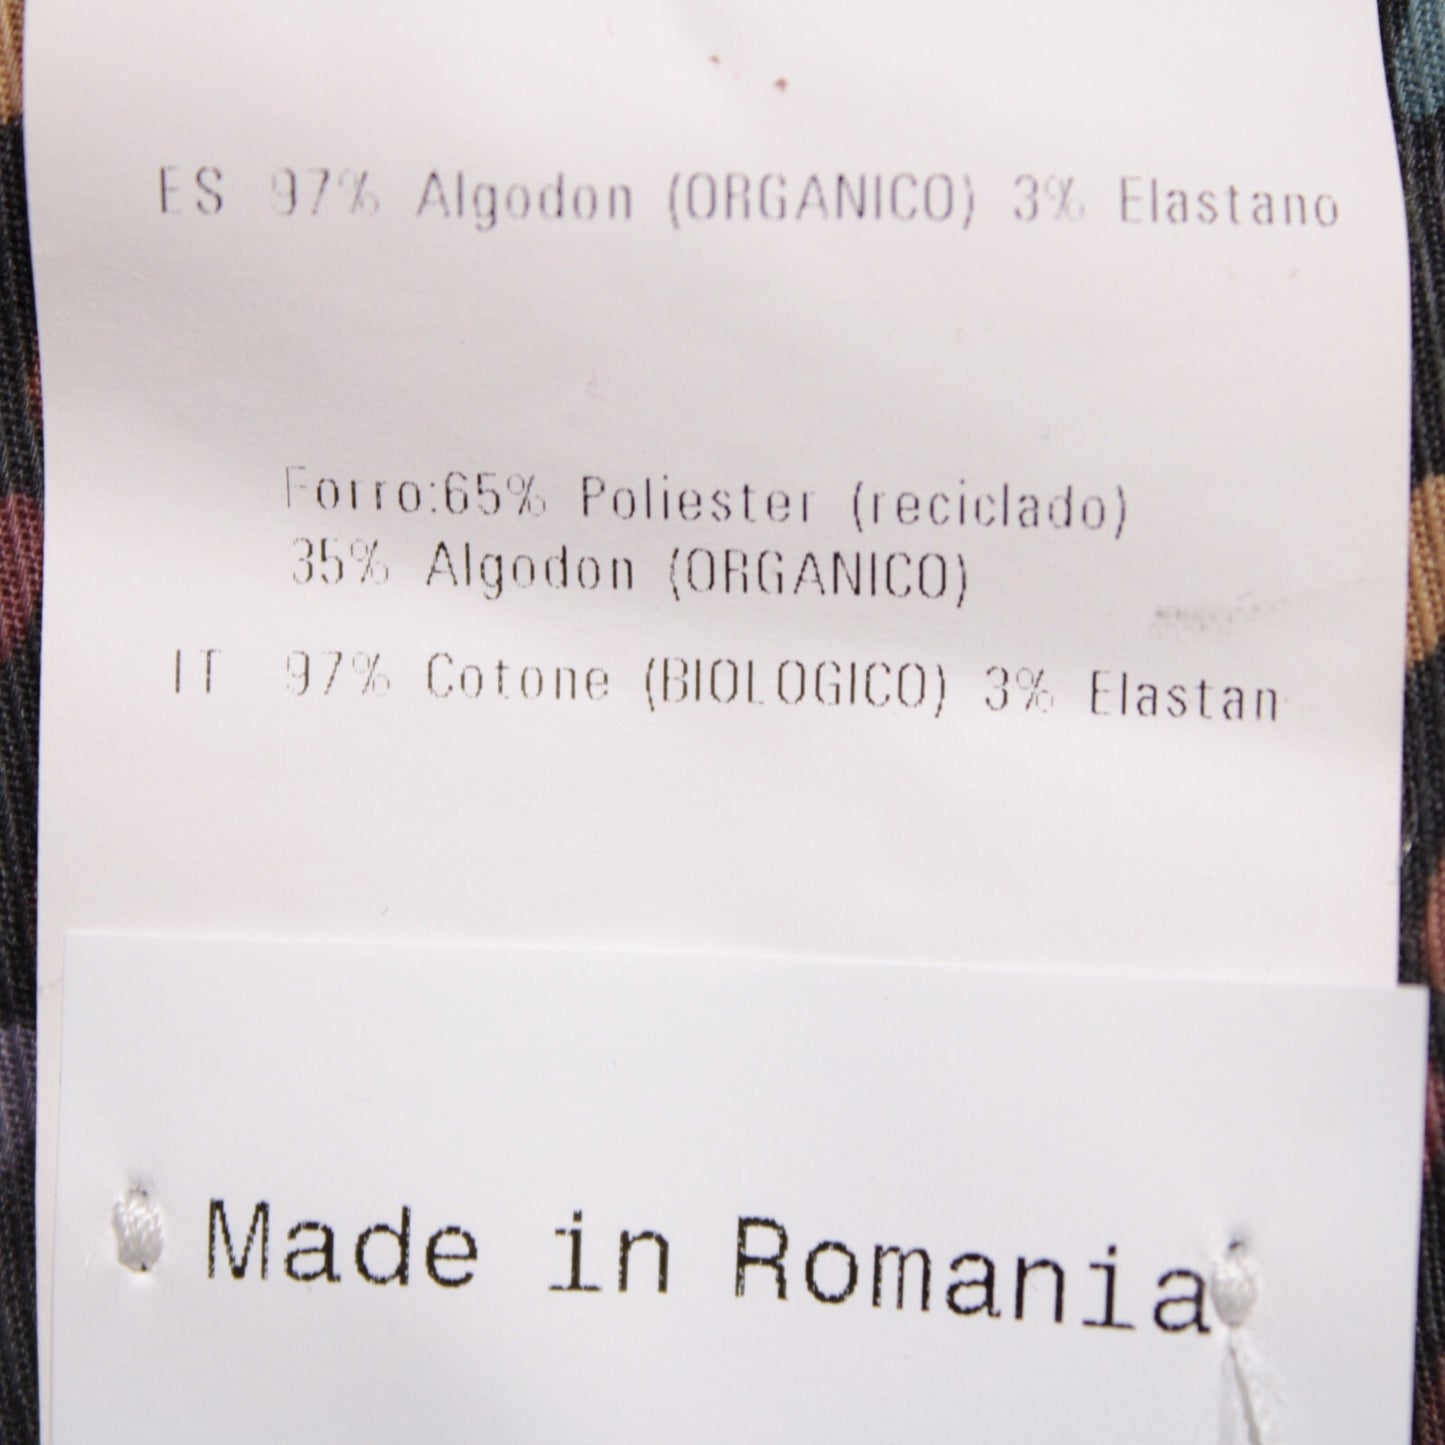 ES 97% Algodon (ORGANICO) 3% Elastano
Forro:65% Poliester (reciclado)
35% Algodon (ORGANICO)
IT 97% Cotone (BIOLOGICO) 3% Elastan
Made in Romania